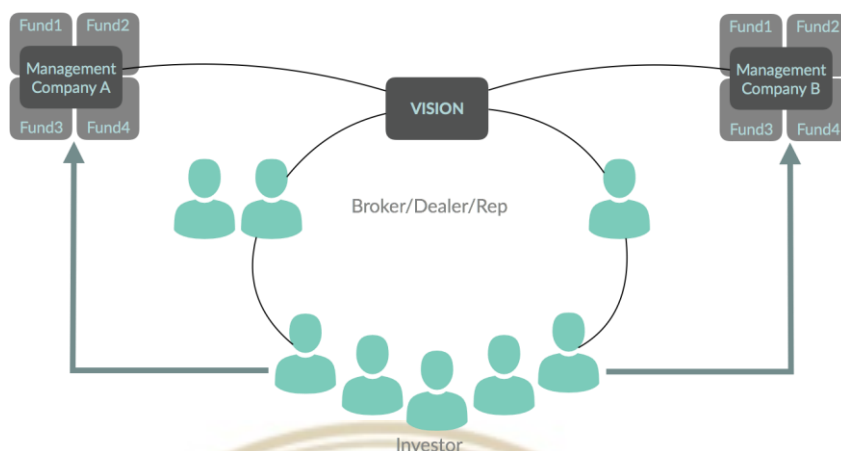 Fund1 Fund2
Management
Company A
Fund3 Fund4
VISION
Fund1 Fund2
Management
Company B
Fund3 Fund4
Broker/Dealer/Rep
Investor